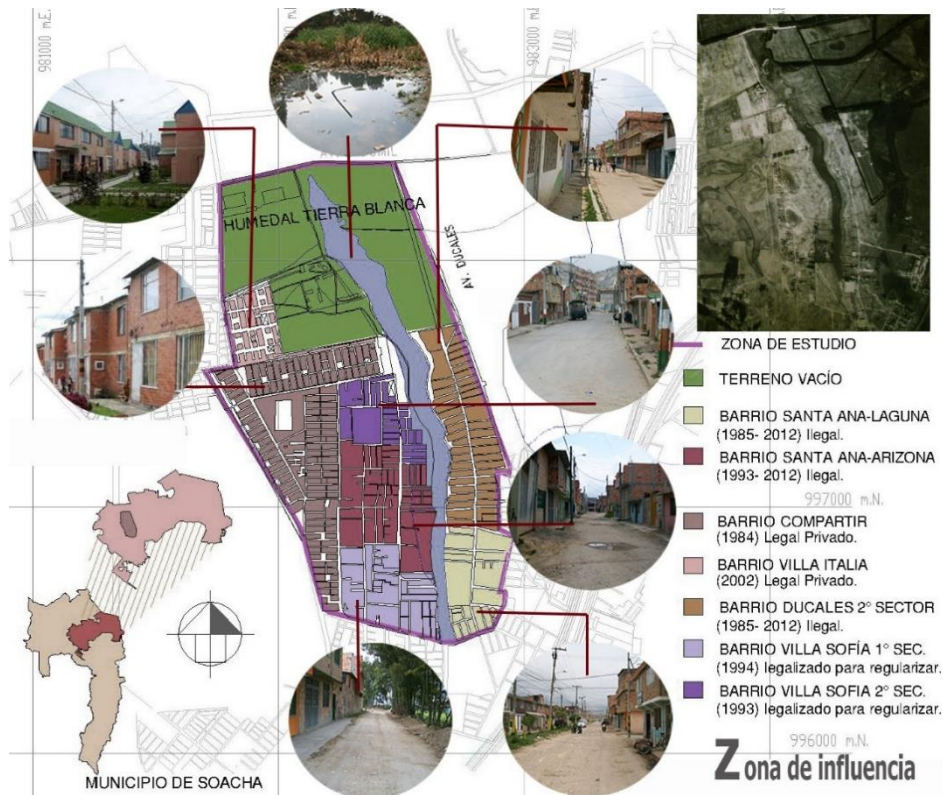 981000 m.E.
983000 m.E.
HUMEDAL TIERRA BLANCA
AV. DUCALES
ZONA DE ESTUDIO
TERRENO VACÍO
BARRIO SANTA ANA-LAGUNA
(1985- 2012) Ilegal.
BARRIO SANTA ANA-ARIZONA
(1993- 2012) Ilegal.
997000 m.N.
BARRIO COMPARTIR
(1984) Legal Privado.
BARRIO VILLA ITALIA
(2002) Legal Privado.
BARRIO DUCALES 2° SECTOR
(1985-2012) Ilegal.
BARRIO VILLA SOFÍA 1° SEC.
(1994) legalizado para regularizar.
BARRIO VILLA SOFIA 2° SEC.
(1993) legalizado para regularizar.
996000 m.N.
Zona de influencia
MUNICIPIO DE SOACHA